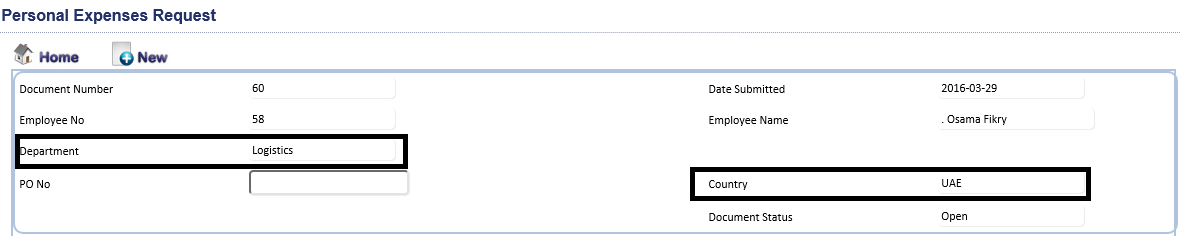 Personal Expenses Request
Home New
Document Number 60 Date Submitted 2016-03-29
Employee No 58 Employee Name . Osama Fikry
Department Logistics
PO No Country UAE
Document Status Open